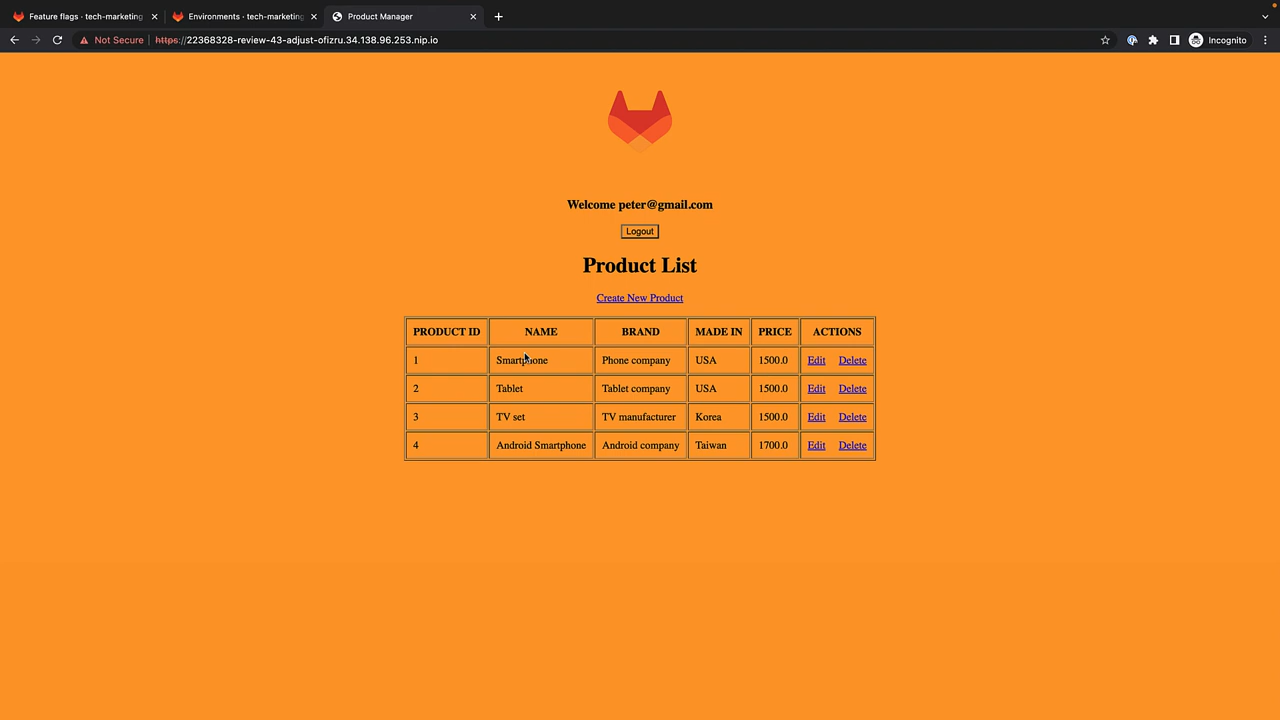 Feature flags · tech-marketing
Environments · tech-marketing
Product Manager
Not Secure
https://22368328-review-43-adjust-ofizru.34.138.96.253.nip.io
Incognito
Welcome peter@gmail.com
Logout
Product List
Create New Product
PRODUCT ID NAME BRAND MADE IN PRICE ACTIONS
1 Smartphone Phone company USA 1500.0 Edit Delete
2 Tablet Tablet company USA 1500.0 Edit Delete
3 TV set TV manufacturer Korea 1500.0 Edit Delete
4 Android Smartphone Android company Taiwan 1700.0 Edit Delete